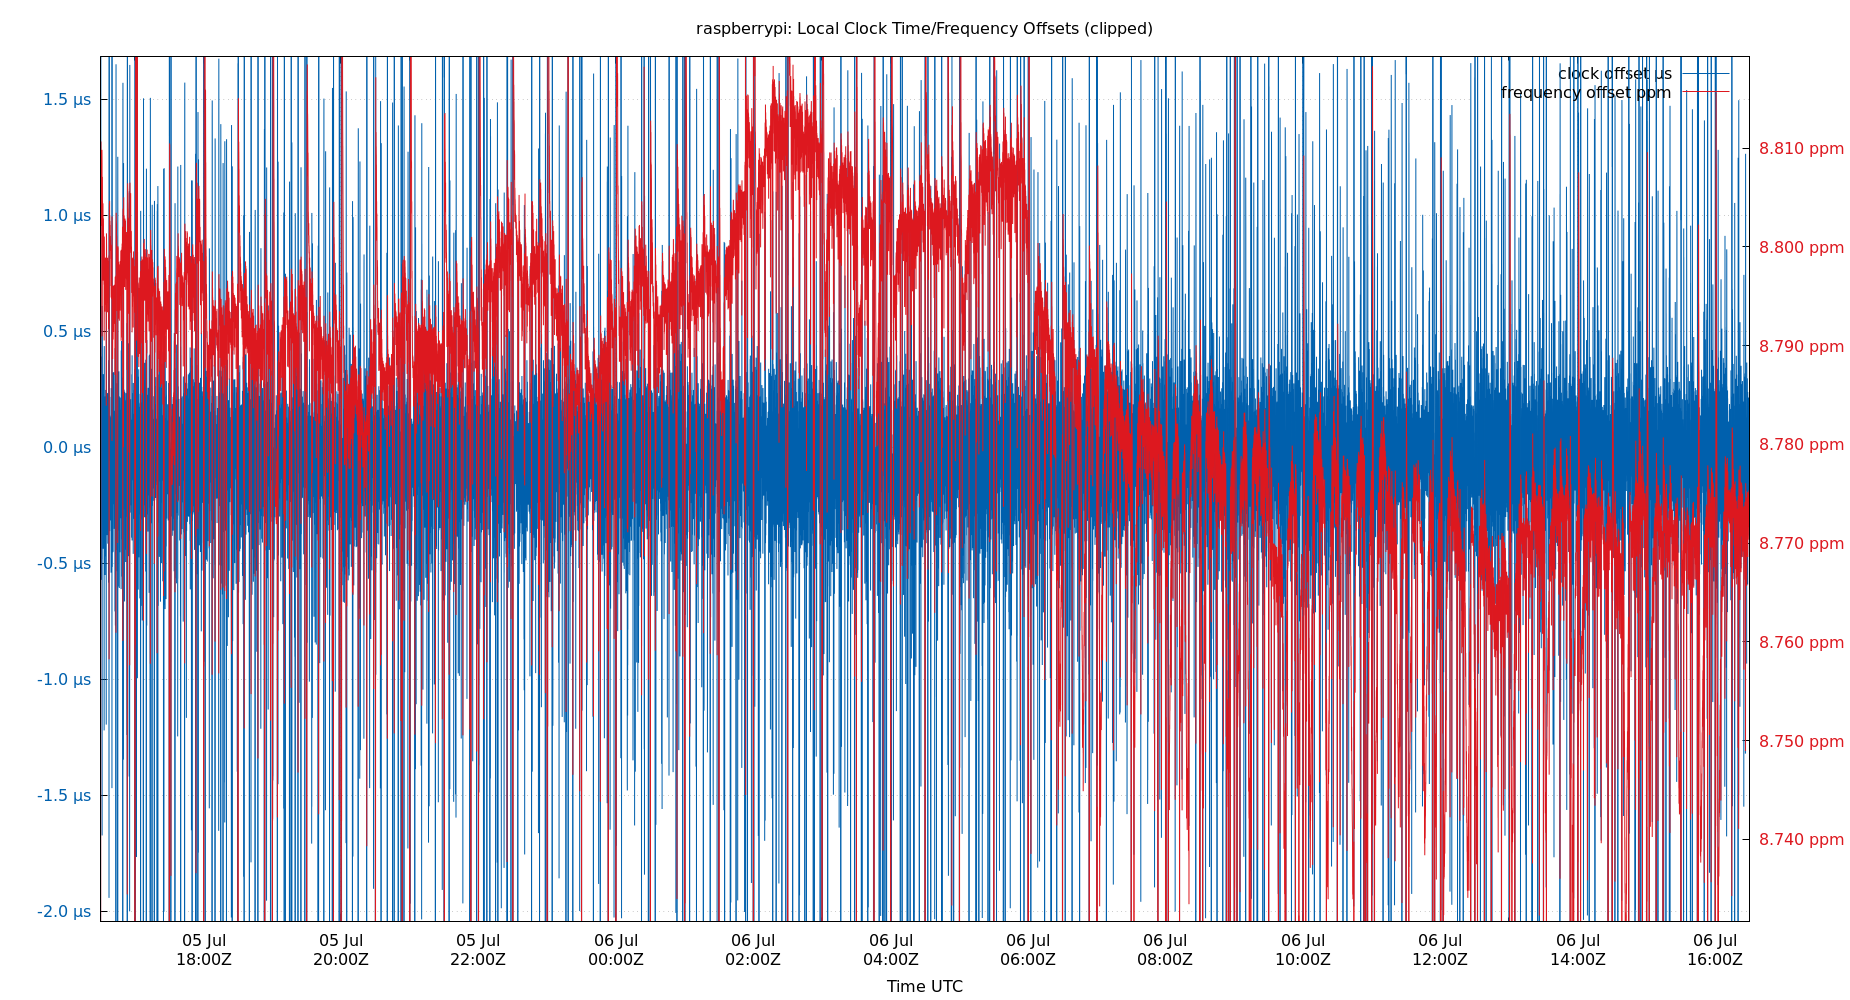 raspberrypi: Local Clock Time/Frequency Offsets (clipped)
clock offset µs
frequency offset ppm
1.5 µs
1.0 µs
0.5 µs
0.0 µs
-0.5 µs
-1.0 µs
-1.5 µs
-2.0 µs
8.810 ppm
8.800 ppm
8.790 ppm
8.780 ppm
8.770 ppm
8.760 ppm
8.750 ppm
8.740 ppm
05 Jul 05 Jul 05 Jul 06 Jul 06 Jul 06 Jul 06 Jul 06 Jul 06 Jul 06 Jul 06 Jul 06 Jul
18:00Z 20:00Z 22:00Z 00:00Z 02:00Z 04:00Z 06:00Z 08:00Z 10:00Z 12:00Z 14:00Z 16:00Z
Time UTC